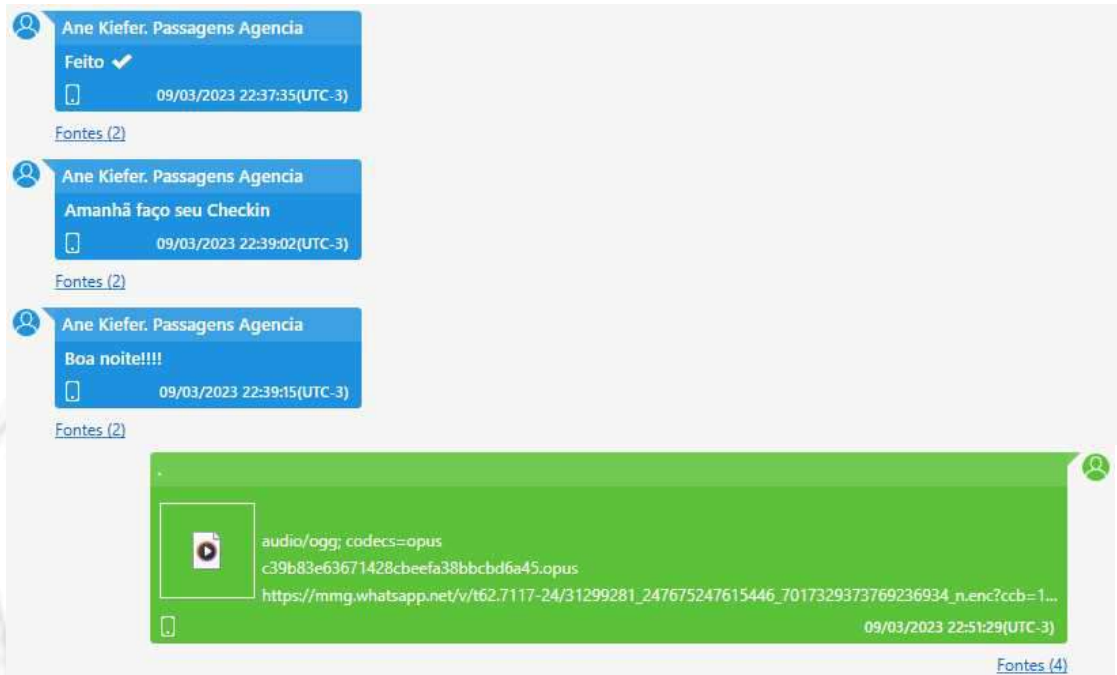 Ane Kiefer. Passagens Agencia
Feito ✔
09/03/2023 22:37:35(UTC-3)
Fontes (2)
Ane Kiefer. Passagens Agencia
Amanhã faço seu Checkin
09/03/2023 22:39:02(UTC-3)
Fontes (2)
Ane Kiefer. Passagens Agencia
Boa noite!!!!
09/03/2023 22:39:15(UTC-3)
Fontes (2)
.
audio/ogg; codecs=opus
c39b83e63671428cbeefa38bbcbd6a45.opus
https://mmg.whatsapp.net/v/t62.7117-24/31299281_247675247615446_7017329373769236934_n.enc?ccb=1...
09/03/2023 22:51:29(UTC-3)
Fontes (4)